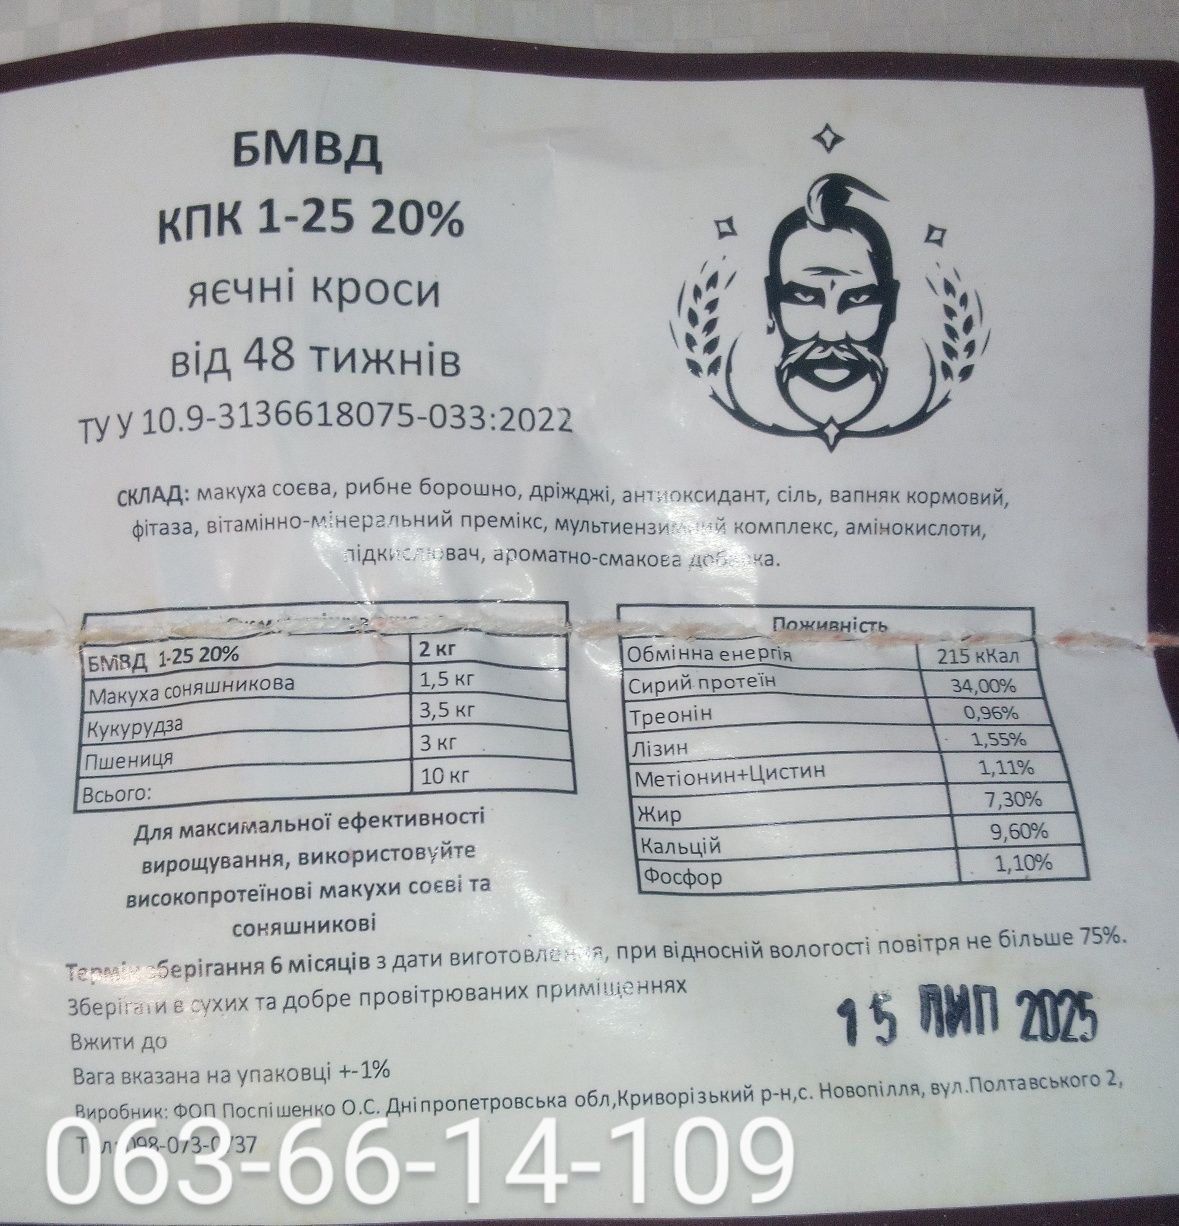 БМВД
КПК 1-25 20%
яєчні кроси
від 48 тижнів
ТУ У 10.9-3136618075-033:2022
СКЛАД: макуха соєва, рибне борошно, дріжджі, антиоксидант, сіль, вапняк кормовий,
фітаза, вітамінно-мінеральний премікс, мультиензимний комплекс, амінокислоти,
підкислювач, ароматно-смакова добавка.
БМВД 1-25 20% 2 кг
Макуха соняшникова 1,5 кг
Кукурудза 3,5 кг
Пшениця 3 кг
Всього: 10 кг
Поживність
Обмінна енергія 215 кКал
Сирий протеїн 34,00%
Треонін 0,96%
Лізин 1,55%
Метіонин+Цистин 1,11%
Жир 7,30%
Кальцій 9,60%
Фосфор 1,10%
Для максимальної ефективності
вирощування, використовуйте
високопротеїнові макухи соєві та
соняшникові
Термін зберігання 6 місяців з дати виготовлення, при відносній вологості повітря не більше 75%.
Зберігати в сухих та добре провітрюваних приміщеннях
15 ЛИП 2025
Вжити до
Вага вказана на упаковці +-1%
Виробник: ФОП Поспішенко О.С. Дніпропетровська обл,Криворізький р-н,с. Новопілля, вул.Полтавського 2,
Тел: 098-073-0737
063-66-14-109